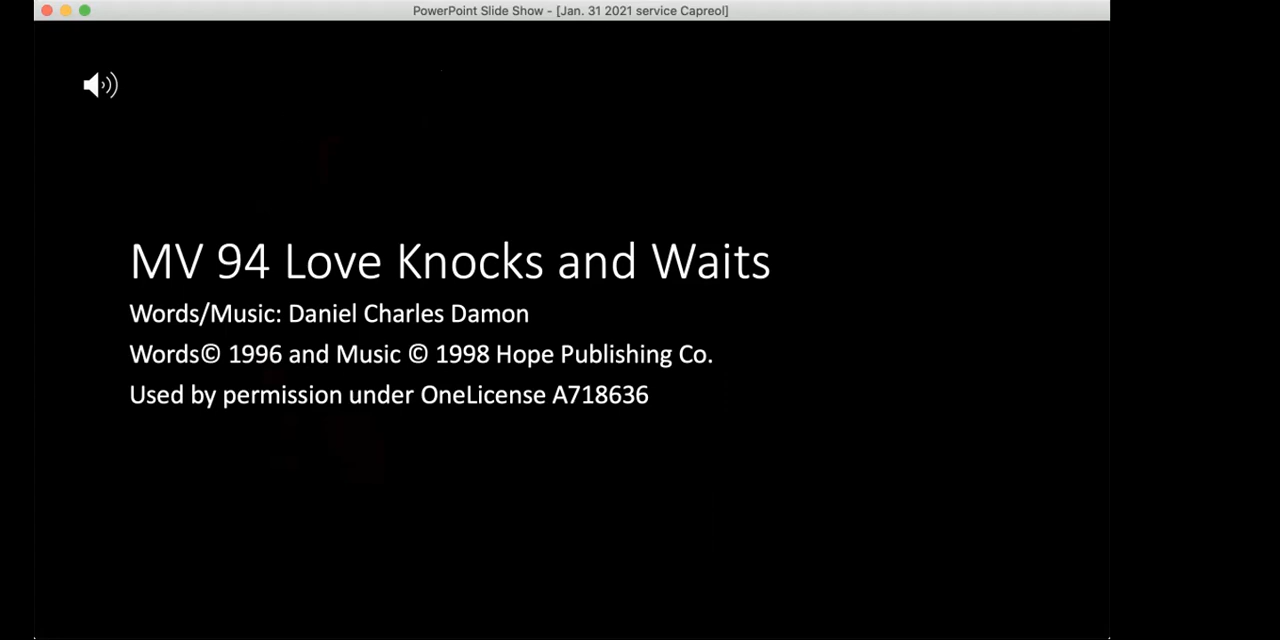 PowerPoint Slide Show - [Jan. 31 2021 service Capreol]
MV 94 Love Knocks and Waits
Words/Music: Daniel Charles Damon
Words© 1996 and Music © 1998 Hope Publishing Co.
Used by permission under OneLicense A718636